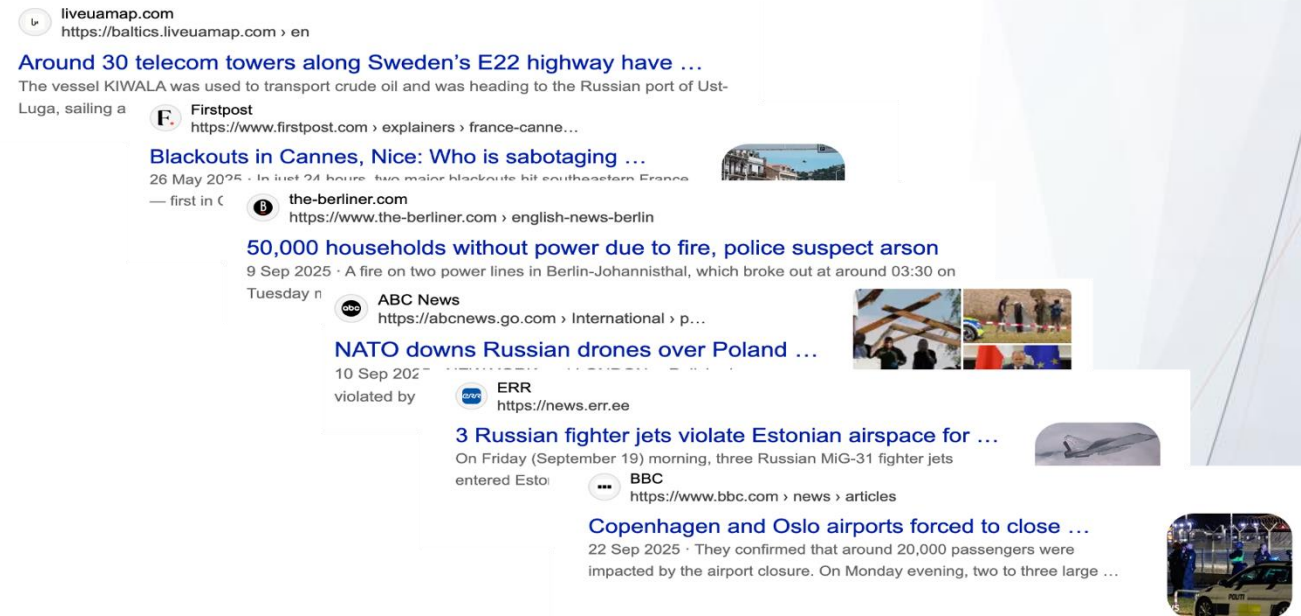 liveuamap.com
https://baltics.liveuamap.com › en
Around 30 telecom towers along Sweden's E22 highway have ...
The vessel KIWALA was used to transport crude oil and was heading to the Russian port of Ust-
Luga, sailing a
Firstpost
https://www.firstpost.com › explainers › france-canne...
Blackouts in Cannes, Nice: Who is sabotaging ...
26 May 2025 · In just 24 hours, two major blackouts hit southeastern France
— first in C
the-berliner.com
https://www.the-berliner.com › english-news-berlin
50,000 households without power due to fire, police suspect arson
9 Sep 2025 · A fire on two power lines in Berlin-Johannisthal, which broke out at around 03:30 on
Tuesday
abc
ABC News
https://abcnews.go.com › International › p...
NATO downs Russian drones over Poland ...
10 Sep 202
violated by
ERR
https://news.err.ee
3 Russian fighter jets violate Estonian airspace for ...
On Friday (September 19) morning, three Russian MiG-31 fighter jets
entered Esto
BBC
https://www.bbc.com › news › articles
Copenhagen and Oslo airports forced to close ...
22 Sep 2025 · They confirmed that around 20,000 passengers were
impacted by the airport closure. On Monday evening, two to three large ...
POLITI